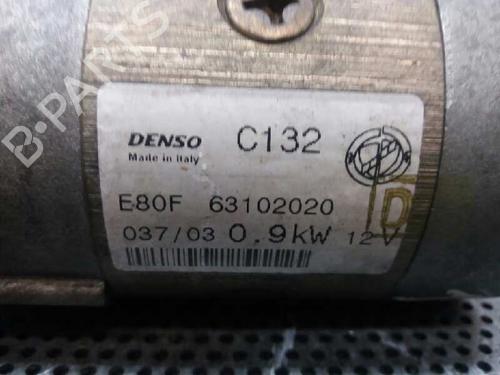 B-PARTS
DENSO C132
Made in Italy
E80F 63102020
D
037/03 0.9kW 12V